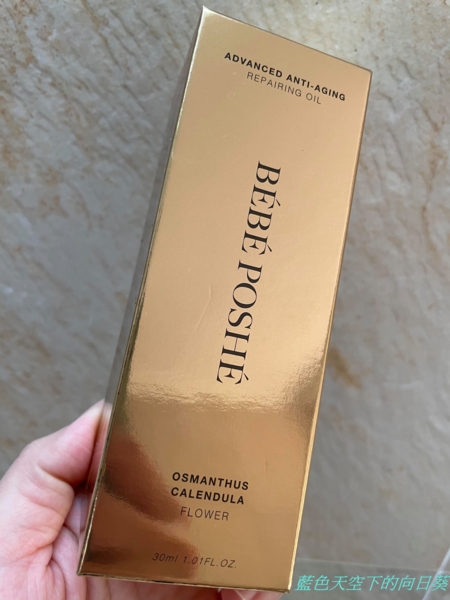 ADVANCED ANTI-AGING
REPAIRING OIL
BÉBÉ POSHÉ
OSMANTHUS
CALENDULA
FLOWER
30ml 1.01FL.OZ.
藍色天空下的向日葵